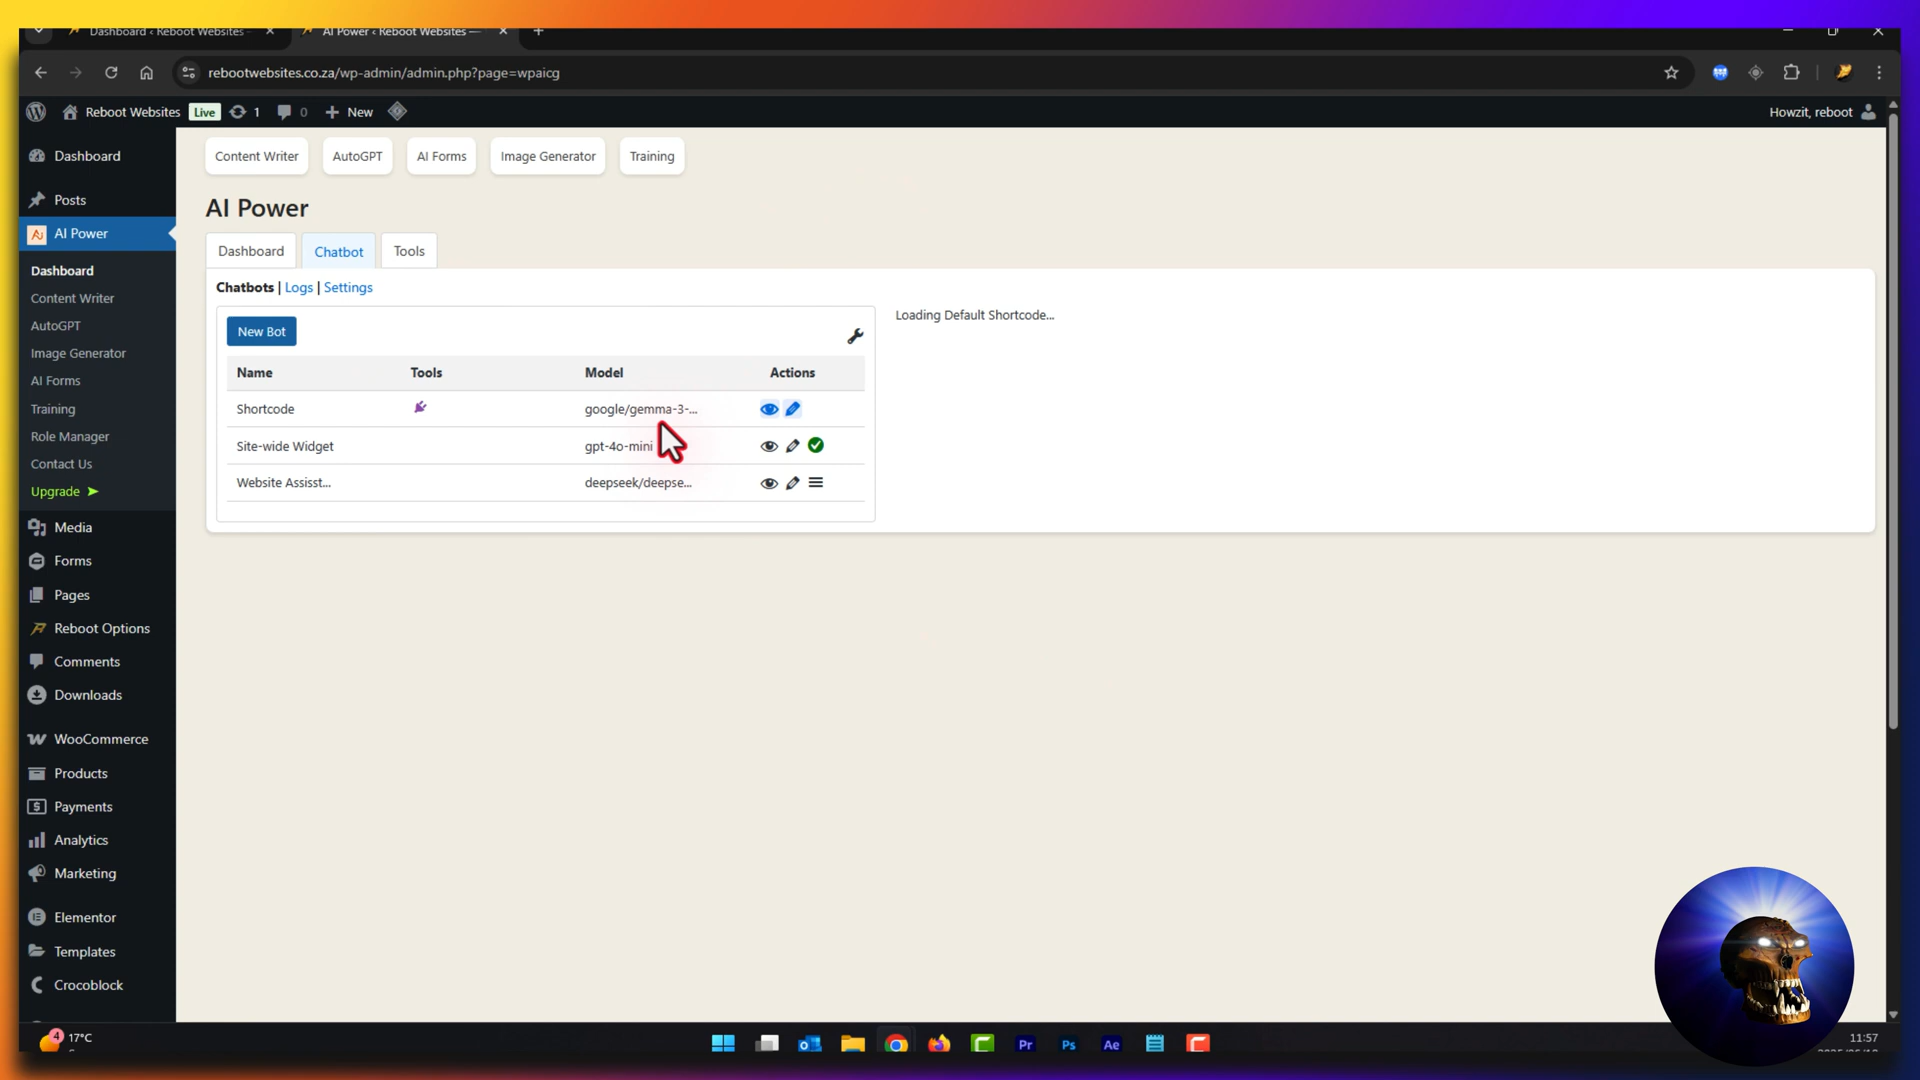 Dashboard ‹ Reboot Websites
AI Power ‹ Reboot Websites —
rebootwebsites.co.za/wp-admin/admin.php?page=wpaicg
Reboot Websites Live 1 0 New
Howzit, reboot
Dashboard
Posts
AI Power
Dashboard
Content Writer
AutoGPT
Image Generator
AI Forms
Training
Role Manager
Contact Us
Upgrade ➤
Media
Forms
Pages
Reboot Options
Comments
Downloads
WooCommerce
Products
Payments
Analytics
Marketing
Elementor
Templates
Crocoblock
Content Writer AutoGPT AI Forms Image Generator Training
AI Power
Dashboard Chatbot Tools
Chatbots | Logs | Settings
New Bot
Name Tools Model Actions
Shortcode google/gemma-3-...
Site-wide Widget gpt-4o-mini
Website Assisst... deepseek/deepse...
Loading Default Shortcode...
4 17°C
Pr Ps Ae
11:57